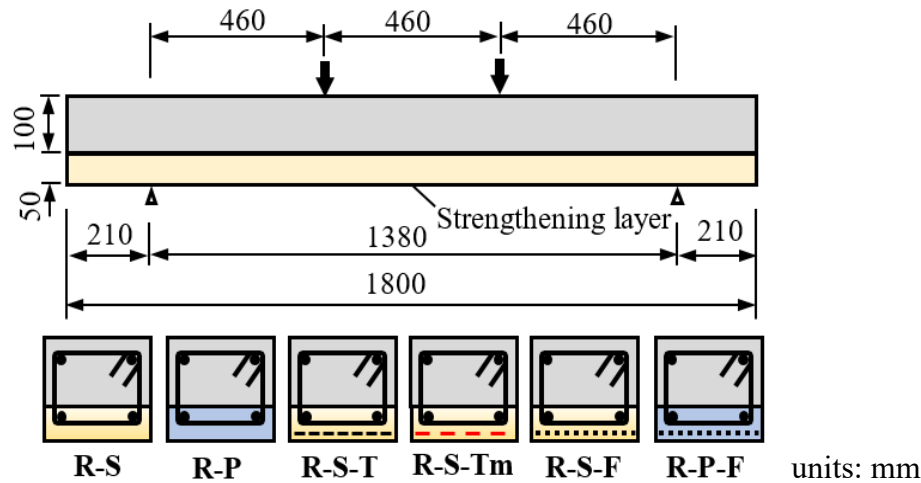 460 460 460
100
50
Strengthening layer
210 1380 210
1800
R-S R-P R-S-T R-S-Tm R-S-F R-P-F units: mm